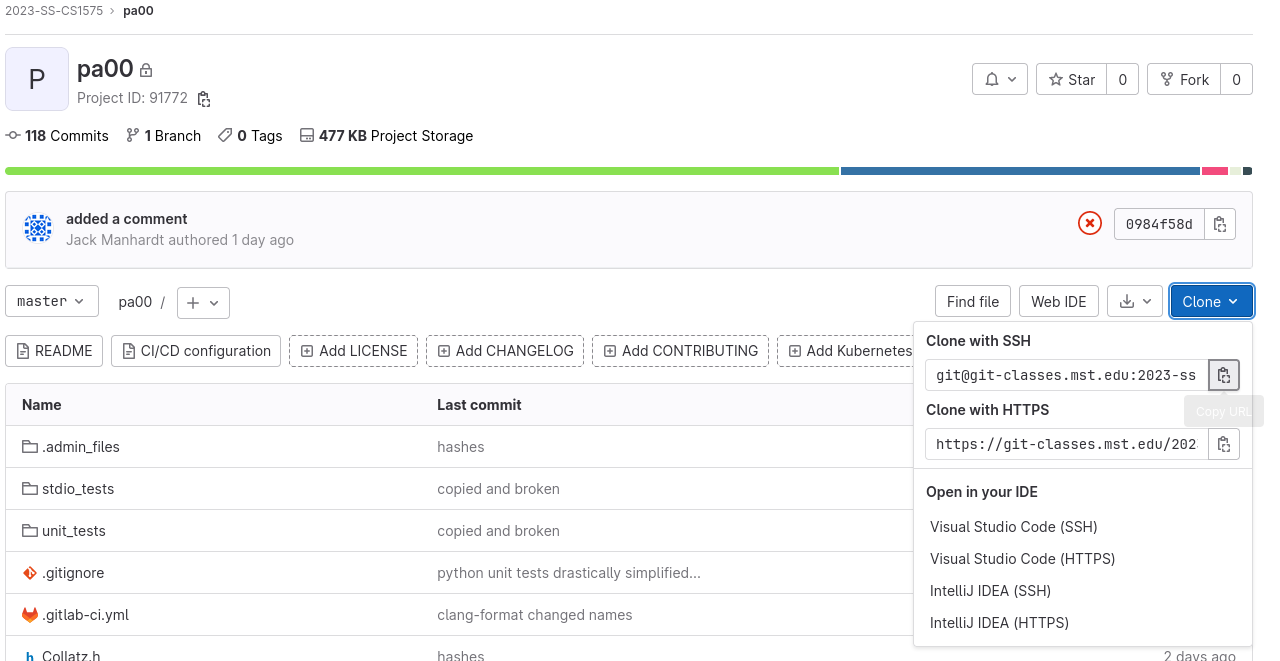 2023-SS-CS1575 › pa00
P
pa00
Project ID: 91772
Star 0
Fork 0
118 Commits 1 Branch 0 Tags 477 KB Project Storage
added a comment
Jack Manhardt authored 1 day ago
0984f58d
master
pa00 /
Find file
Web IDE
Clone
README
CI/CD configuration
Add LICENSE
Add CHANGELOG
Add CONTRIBUTING
Add Kubernetes
Clone with SSH
git@git-classes.mst.edu:2023-ss
Copy URL
Clone with HTTPS
https://git-classes.mst.edu/202
Open in your IDE
Visual Studio Code (SSH)
Visual Studio Code (HTTPS)
IntelliJ IDEA (SSH)
IntelliJ IDEA (HTTPS)
Name Last commit
.admin_files hashes
stdio_tests copied and broken
unit_tests copied and broken
.gitignore python unit tests drastically simplified...
.gitlab-ci.yml clang-format changed names
h Collatz.h hashes 2 days ago